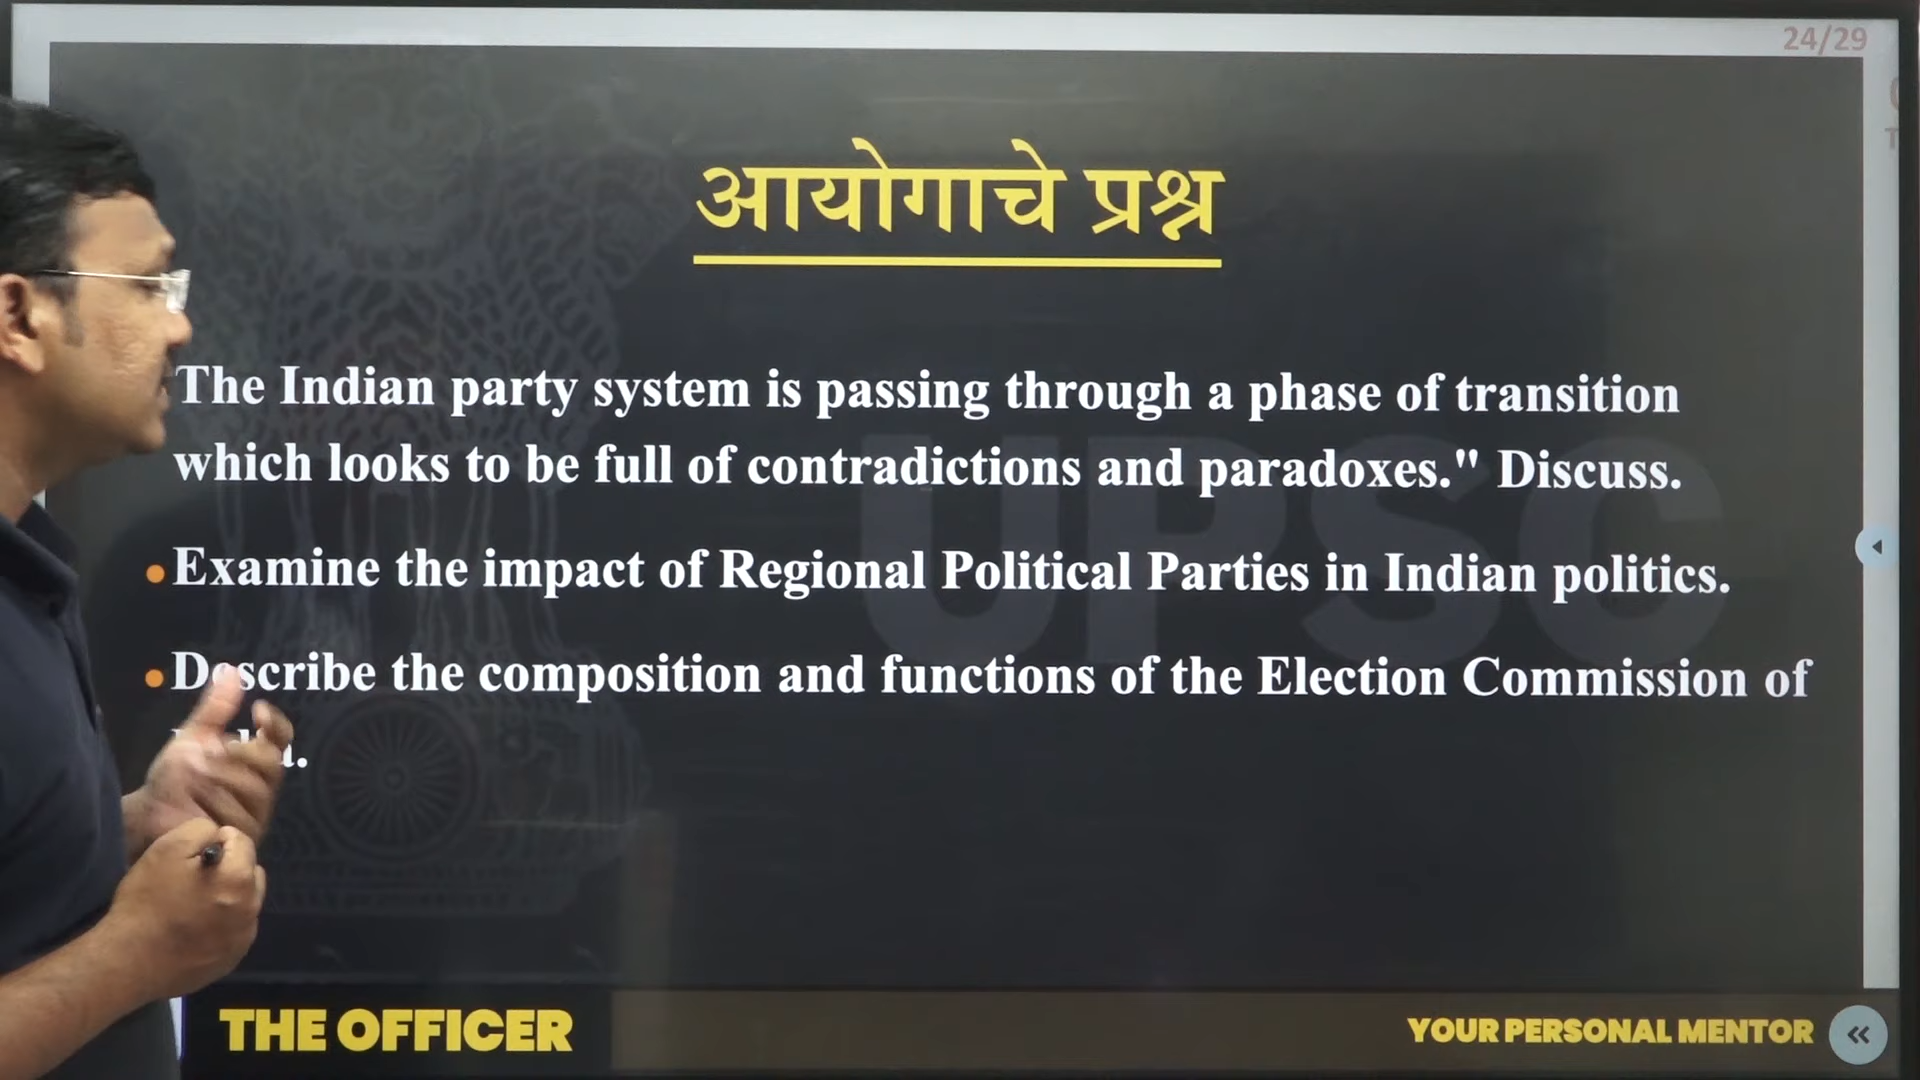 24/29
आयोगाचे प्रश्न
The Indian party system is passing through a phase of transition
which looks to be full of contradictions and paradoxes." Discuss.
• Examine the impact of Regional Political Parties in Indian politics.
• Describe the composition and functions of the Election Commission of
UPSC
THE OFFICER
YOUR PERSONAL MENTOR